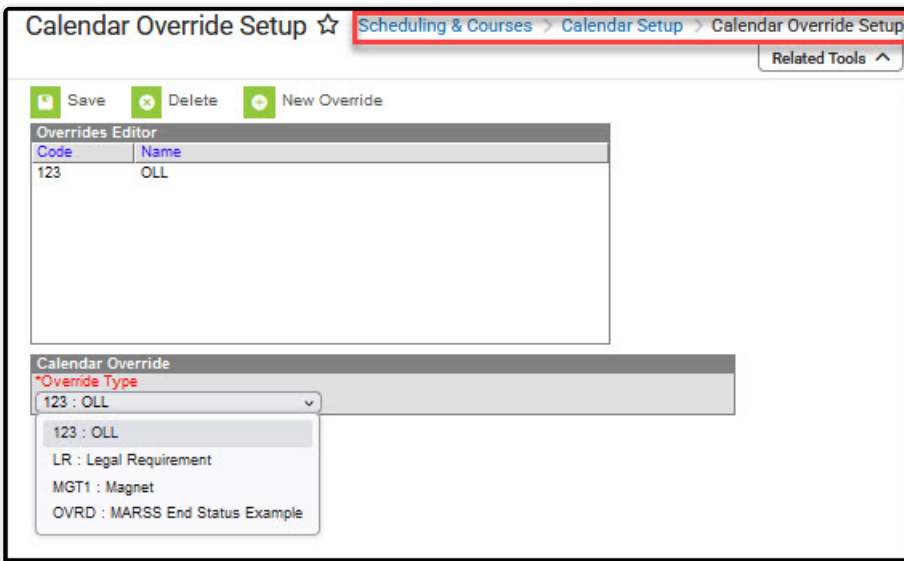 Calendar Override Setup ☆ Scheduling & Courses > Calendar Setup > Calendar Override Setup
Related Tools ^
Save Delete New Override
Overrides Editor
Code Name
123 OLL
Calendar Override
*Override Type
123 : OLL
123 : OLL
LR : Legal Requirement
MGT1 : Magnet
OVRD : MARSS End Status Example